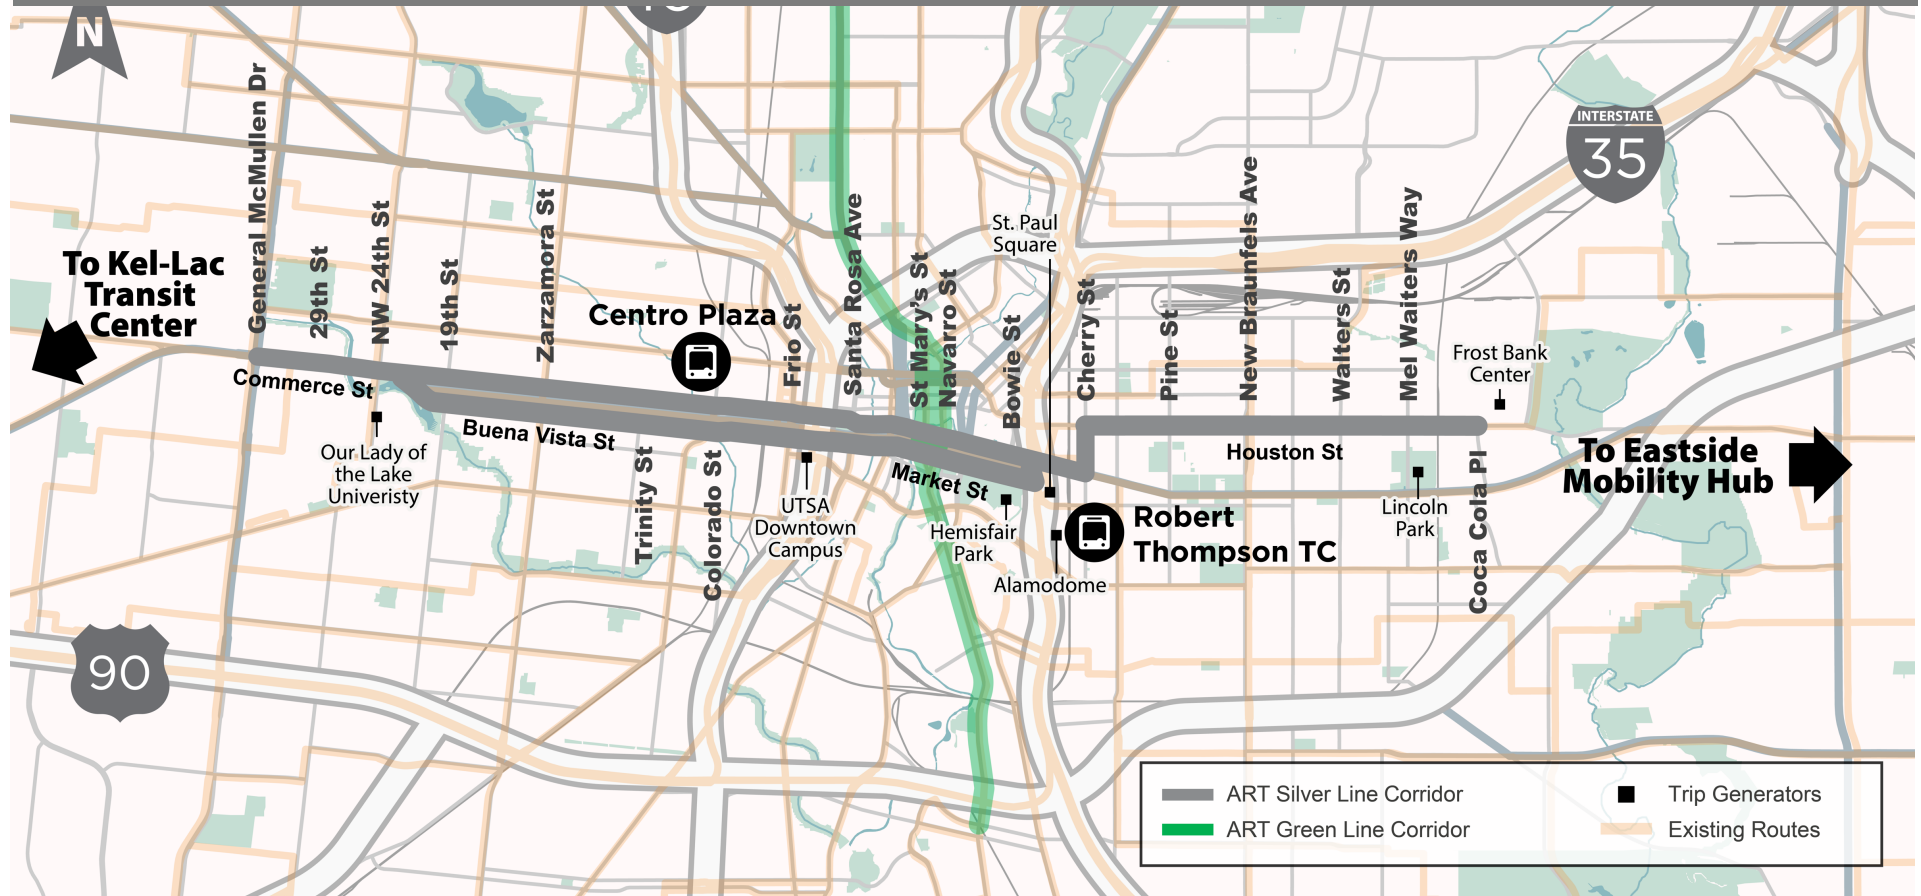 N
INTERSTATE
35
General McMullen Dr
29th St
NW 24th St
19th St
Zarzamora St
Frio St
Santa Rosa Ave
St Mary's St
Navarro St
Bowie St
St. Paul
Square
Cherry St
Pine St
New Braunfels Ave
Walters St
Mel Waiters Way
To Kel-Lac
Transit
Center
Centro Plaza
Frost Bank
Center
Commerce St
Buena Vista St
Market St
Houston St
Our Lady of
the Lake
Univeristy
Trinity St
Colorado St
UTSA
Downtown
Campus
Hemisfair
Park
Alamodome
Robert
Thompson TC
Lincoln
Park
Coca Cola Pl
To Eastside
Mobility Hub
90
ART Silver Line Corridor
ART Green Line Corridor
Trip Generators
Existing Routes